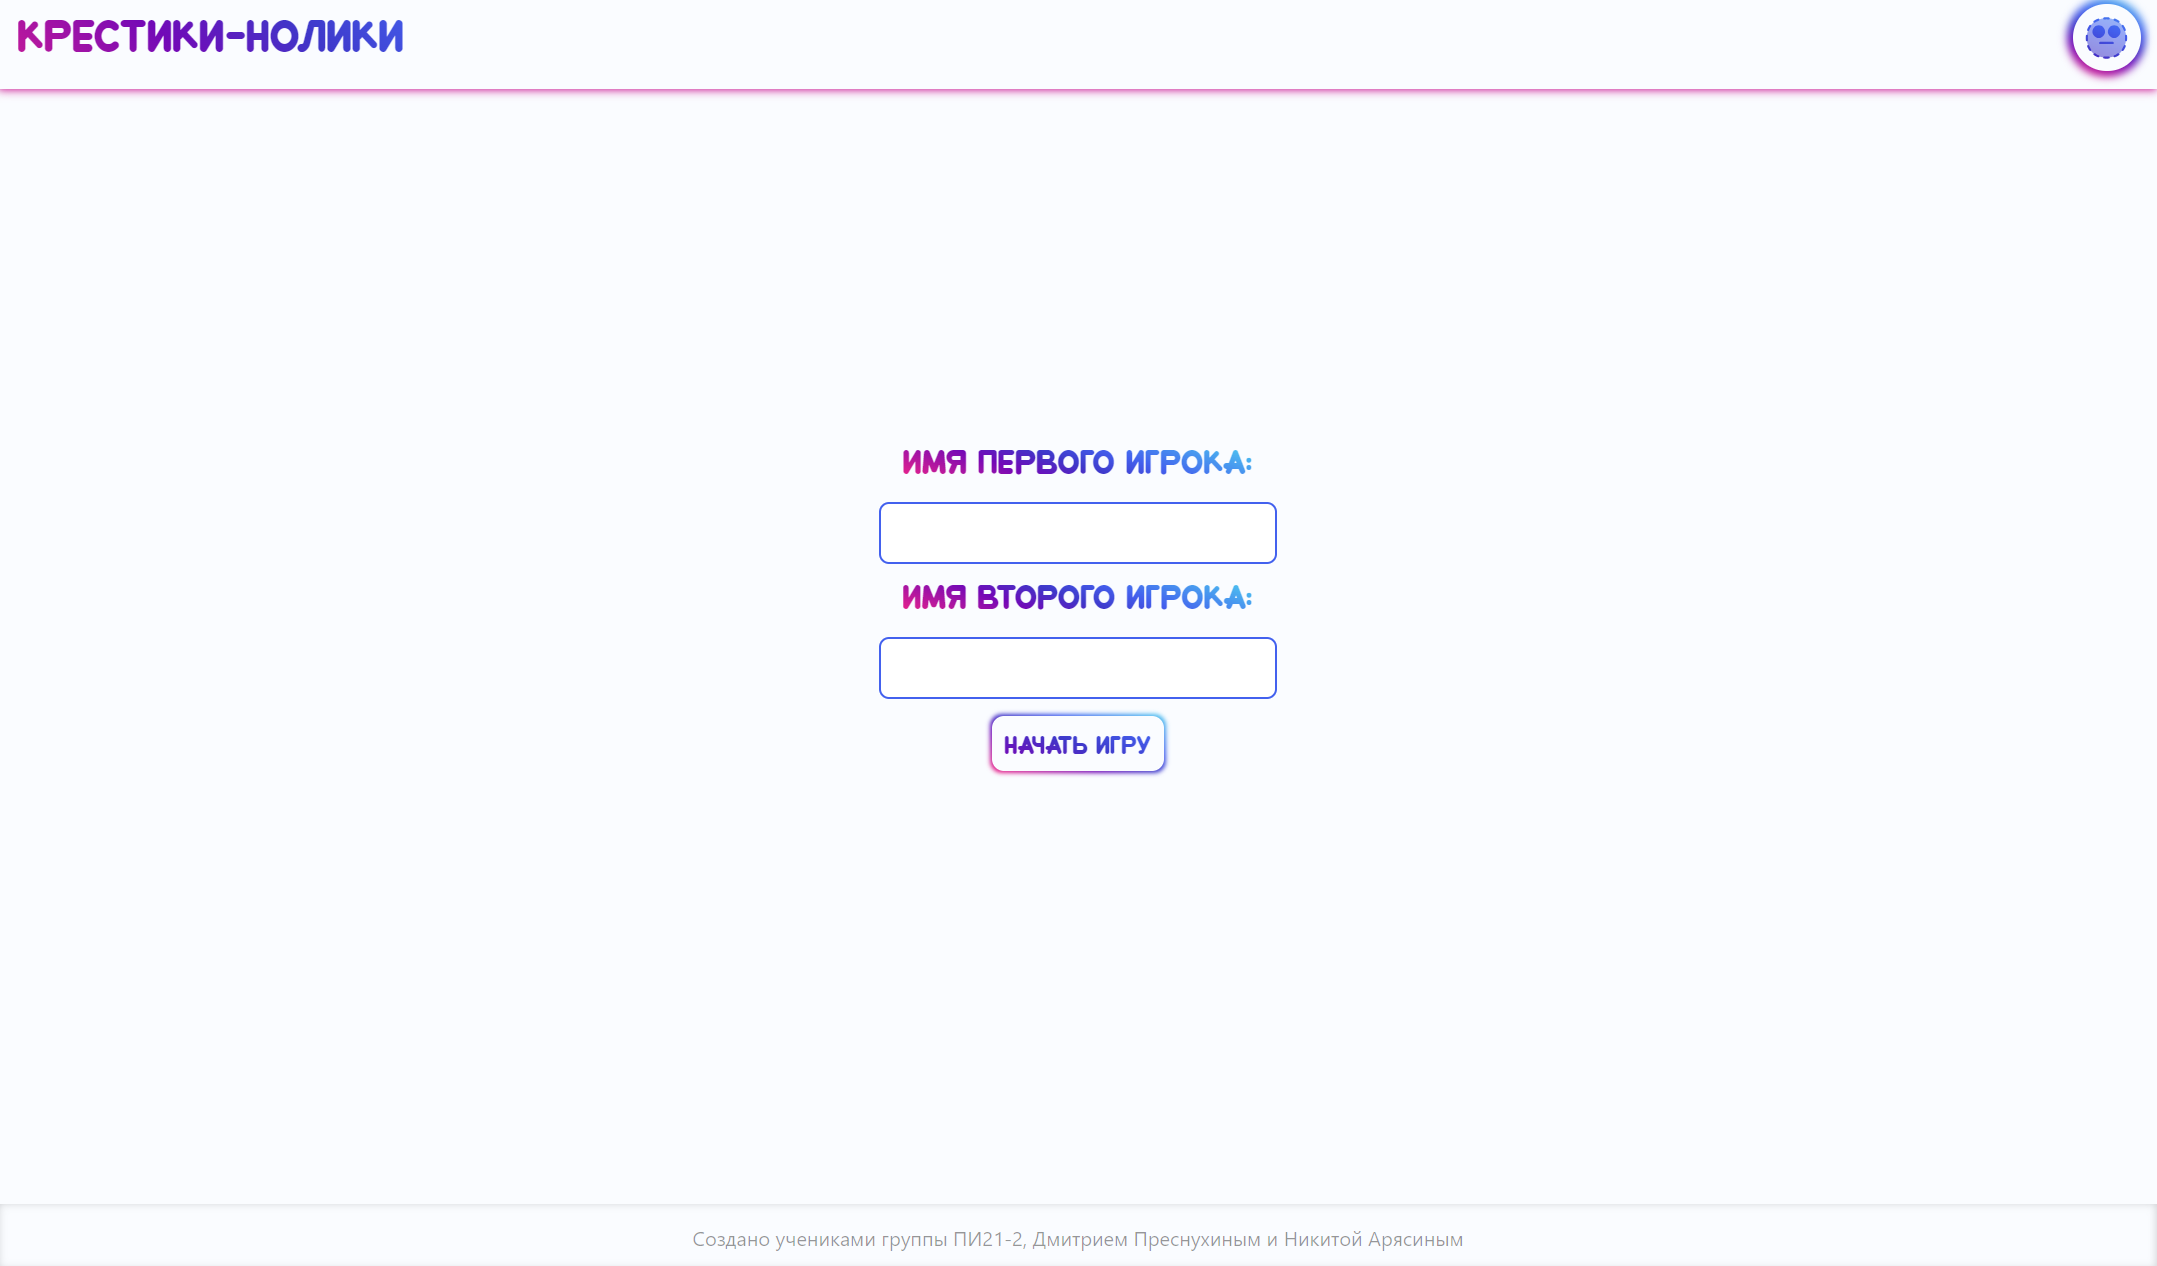 КРЕСТИКИ-НОЛИКИ
ИМЯ ПЕРВОГО ИГРОКА:
ИМЯ ВТОРОГО ИГРОКА:
НАЧАТЬ ИГРУ
Создано учениками группы ПИ21-2, Дмитрием Преснухиным и Никитой Арясиным